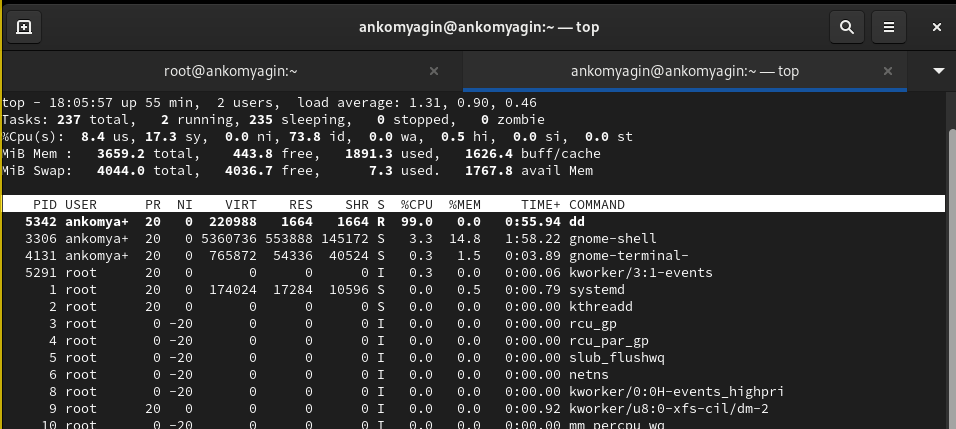 ankomyagin@ankomyagin:~ — top
root@ankomyagin:~
ankomyagin@ankomyagin:~ — top
top - 18:05:57 up 55 min,  2 users,  load average: 1.31, 0.90, 0.46
Tasks: 237 total,   2 running, 235 sleeping,   0 stopped,   0 zombie
%Cpu(s):  8.4 us, 17.3 sy,  0.0 ni, 73.8 id,  0.0 wa,  0.5 hi,  0.0 si,  0.0 st
MiB Mem :   3659.2 total,    443.8 free,   1891.3 used,   1626.4 buff/cache
MiB Swap:   4044.0 total,   4036.7 free,      7.3 used.   1767.8 avail Mem
PID USER      PR  NI    VIRT    RES    SHR S  %CPU  %MEM     TIME+ COMMAND
5342 ankomya+  20   0  220988   1664   1664 R  99.0   0.0   0:55.94 dd
3306 ankomya+  20   0 5360736 553888 145172 S   3.3  14.8   1:58.22 gnome-shell
4131 ankomya+  20   0  765872  54336  40524 S   0.3   1.5   0:03.89 gnome-terminal-
5291 root      20   0       0      0      0 I   0.3   0.0   0:00.06 kworker/3:1-events
1 root      20   0  174024  17284  10596 S   0.0   0.5   0:00.79 systemd
2 root      20   0       0      0      0 S   0.0   0.0   0:00.00 kthreadd
3 root       0 -20       0      0      0 I   0.0   0.0   0:00.00 rcu_gp
4 root       0 -20       0      0      0 I   0.0   0.0   0:00.00 rcu_par_gp
5 root       0 -20       0      0      0 I   0.0   0.0   0:00.00 slub_flushwq
6 root       0 -20       0      0      0 I   0.0   0.0   0:00.00 netns
8 root       0 -20       0      0      0 I   0.0   0.0   0:00.00 kworker/0:0H-events_highpri
9 root      20   0       0      0      0 I   0.0   0.0   0:00.92 kworker/u8:0-xfs-cil/dm-2
10 root       0 -20       0      0      0 I   0.0   0.0   0:00.00 mm_percpu_wq